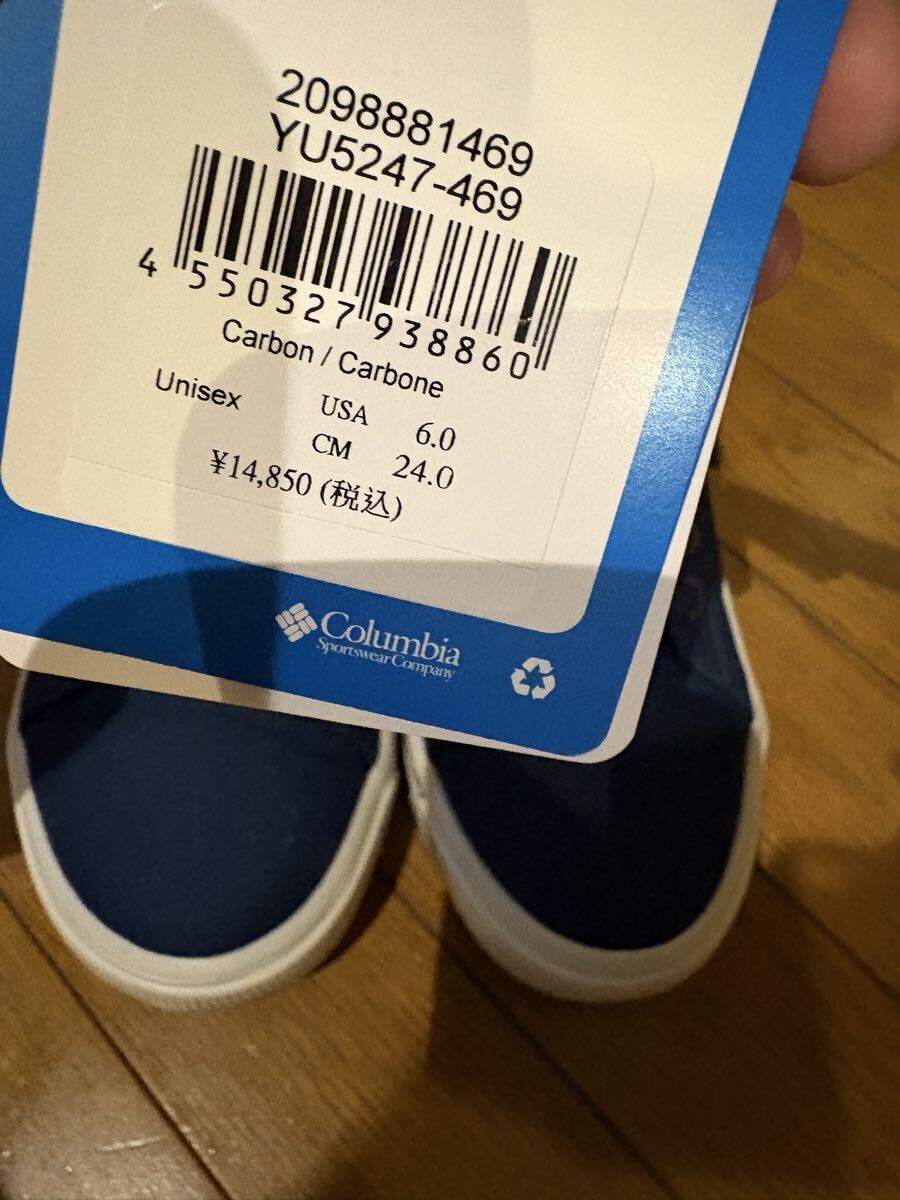 2098881469
YU5247-469
4 550327 938860
Carbon / Carbone
Unisex USA 6.0
CM 24.0
¥14,850 (税込)
Columbia
Sportswear Company